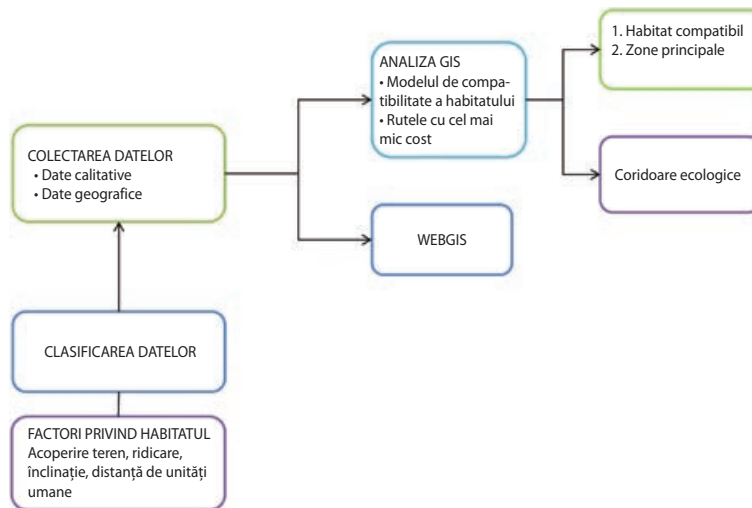 1. Habitat compatibil
2. Zone principale
ANALIZA GIS
• Modelul de compa-
tibilitate a habitatului
• Rutele cu cel mai
mic cost
COLECTAREA DATELOR
• Date calitative
• Date geografice
Coridoare ecologice
WEBGIS
CLASIFICAREA DATELOR
FACTORI PRIVIND HABITATUL
Acoperire teren, ridicare,
înclinație, distanță de unități
umane